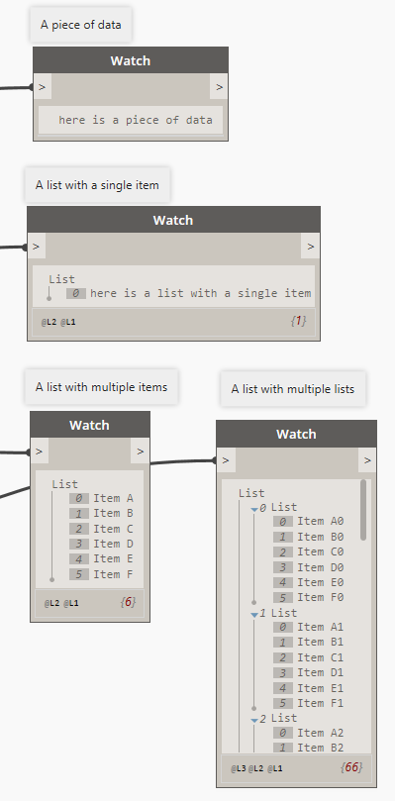 A piece of data
Watch
> >
here is a piece of data
A list with a single item
Watch
> >
List
0 here is a list with a single item
@L2 @L1 {1}
A list with multiple items
Watch
> >
List
0 Item A
1 Item B
2 Item C
3 Item D
4 Item E
5 Item F
@L2 @L1 {6}
A list with multiple lists
Watch
> >
List
0 List
0 Item A0
1 Item B0
2 Item C0
3 Item D0
4 Item E0
5 Item F0
1 List
0 Item A1
1 Item B1
2 Item C1
3 Item D1
4 Item E1
5 Item F1
2 List
0 Item A2
1 Item B2
@L3 @L2 @L1 {66}